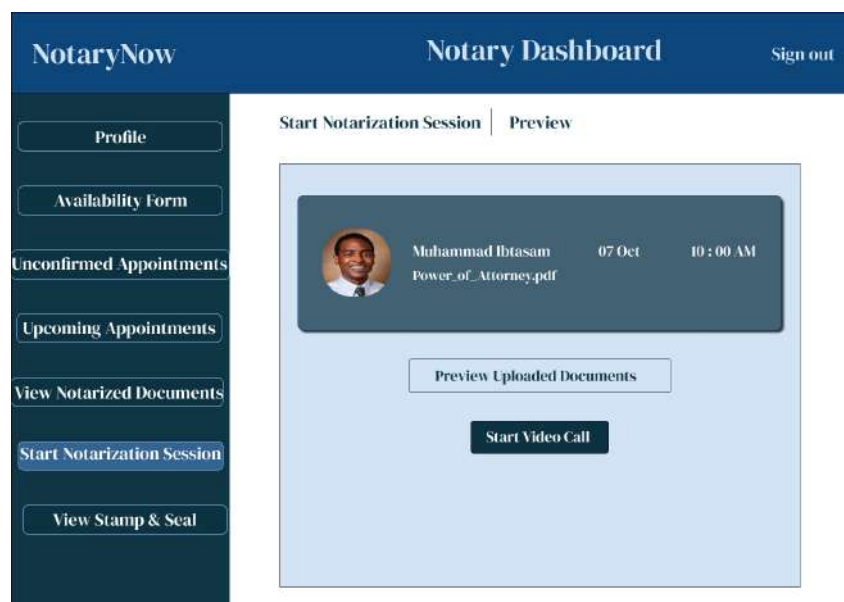 NotaryNow
Notary Dashboard
Sign out
Profile
Availability Form
Unconfirmed Appointments
Upcoming Appointments
View Notarized Documents
Start Notarization Session
View Stamp & Seal
Start Notarization Session
Preview
Muhammad Ibtasam
07 Oct
10 : 00 AM
Power_of_Attorney.pdf
Preview Uploaded Documents
Start Video Call